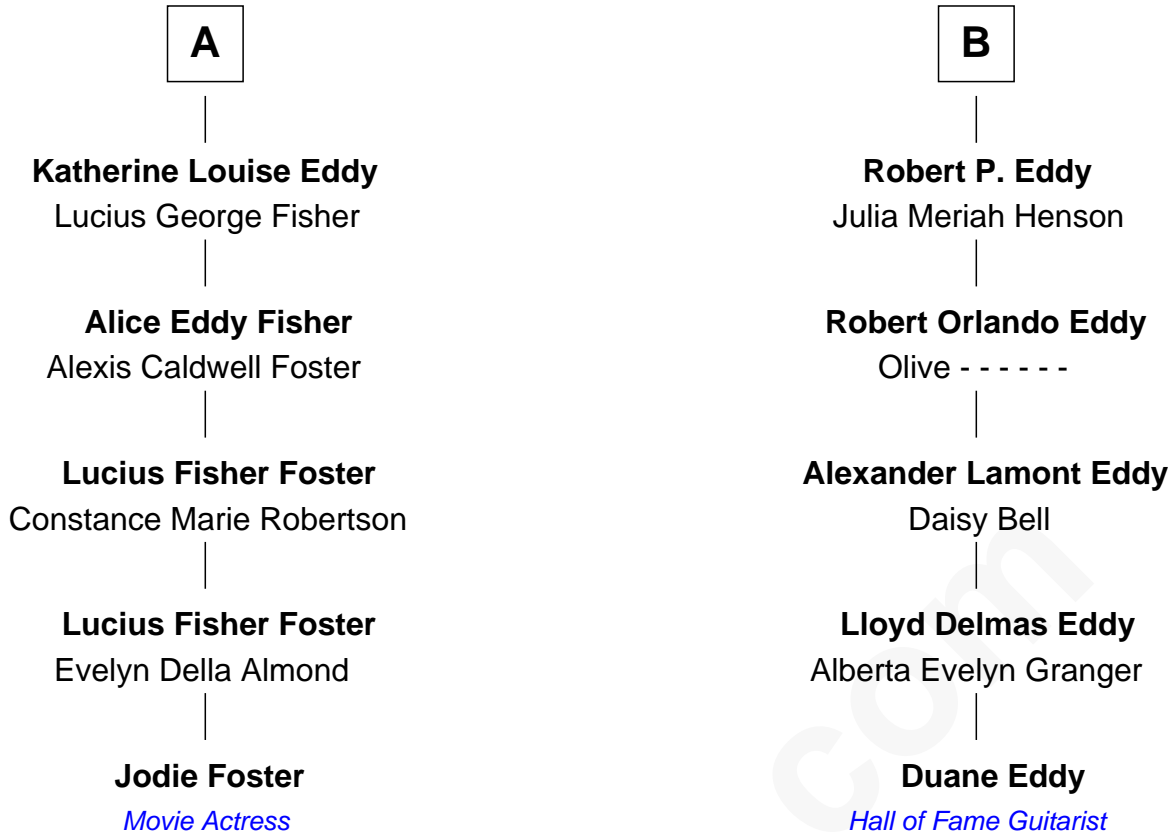 A
Katherine Louise Eddy
Lucius George Fisher
Alice Eddy Fisher
Alexis Caldwell Foster
Lucius Fisher Foster
Constance Marie Robertson
Lucius Fisher Foster
Evelyn Della Almond
Jodie Foster
Movie Actress
B
Robert P. Eddy
Julia Meriah Henson
Robert Orlando Eddy
Olive - - - - - -
Alexander Lamont Eddy
Daisy Bell
Lloyd Delmas Eddy
Alberta Evelyn Granger
Duane Eddy
Hall of Fame Guitarist
com